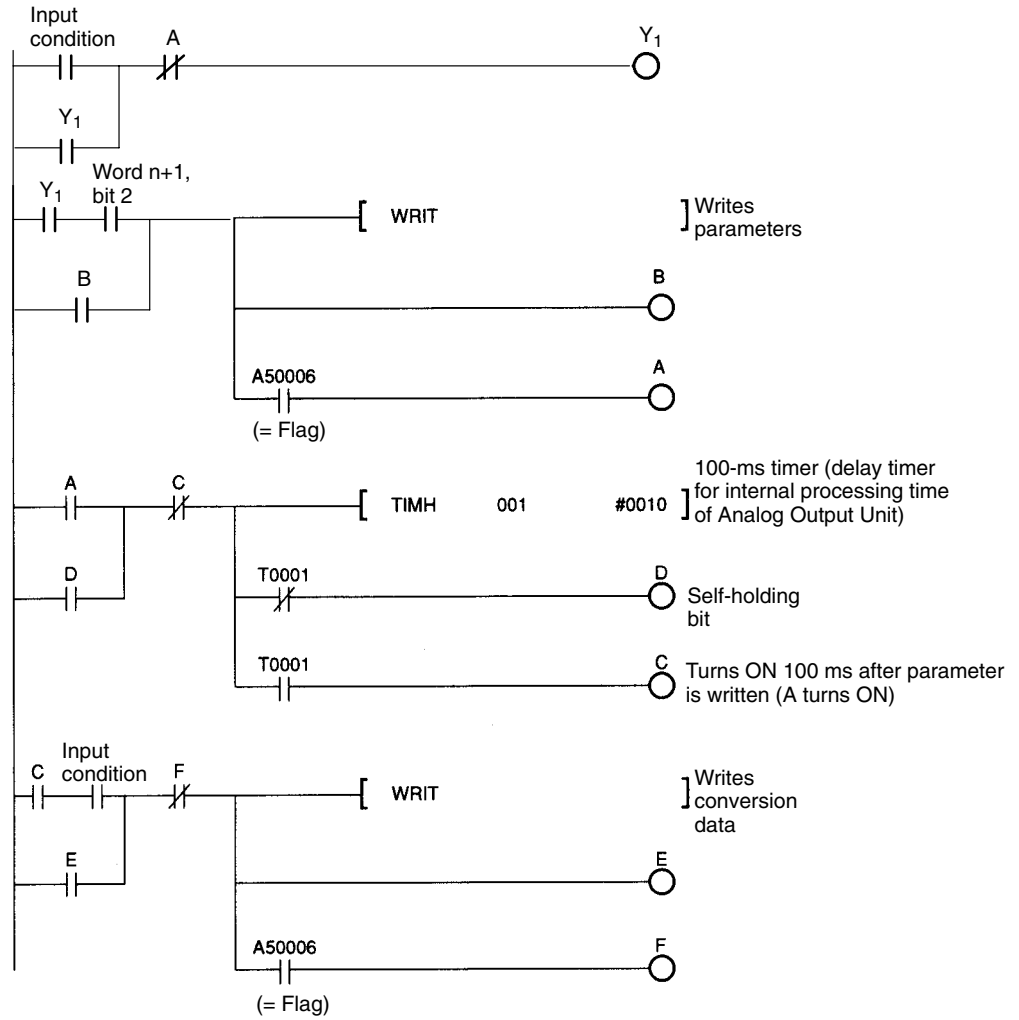 Input
condition
A
Y1
Y1
Y1
Word n+1,
bit 2
[ WRIT ]
Writes
parameters
B
B
A50006
A
(= Flag)
A
C
[ TIMH 001 #0010 ]
100-ms timer (delay timer
for internal processing time
of Analog Output Unit)
D
T0001
D
Self-holding
bit
T0001
C
Turns ON 100 ms after parameter
is written (A turns ON)
C
Input
condition
F
[ WRIT ]
Writes
conversion
data
E
E
A50006
F
(= Flag)